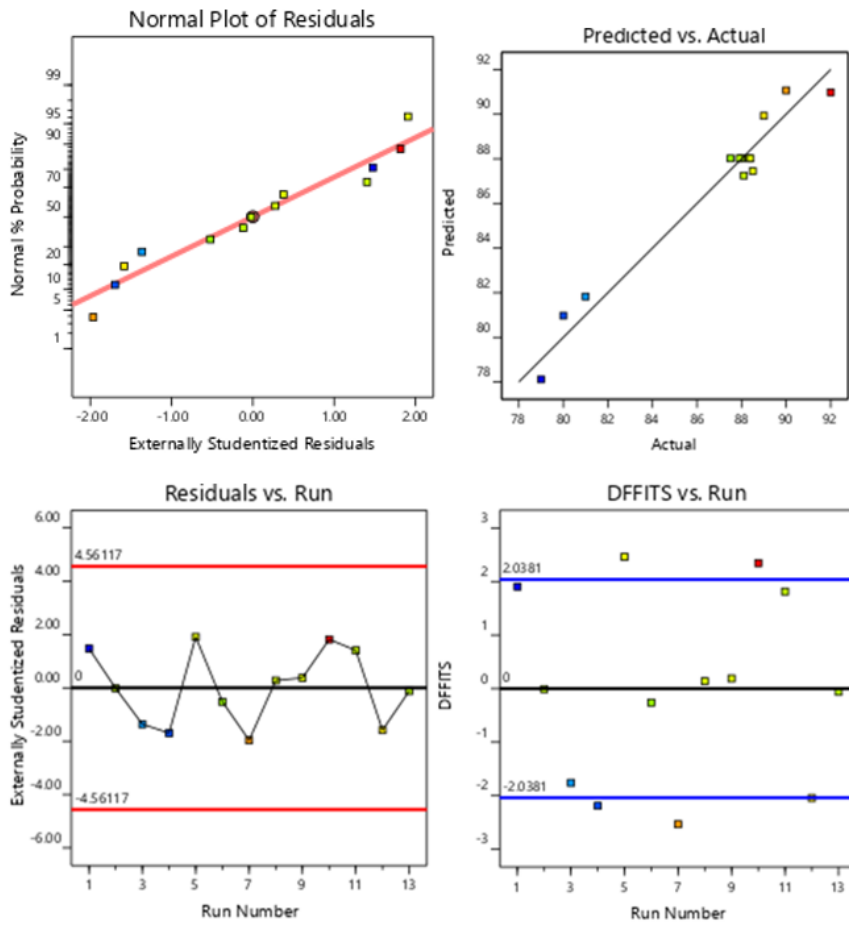 Normal Plot of Residuals
Normal % Probability
99
95
90
70
50
20
10
5
1
-2.00 -1.00 0.00 1.00 2.00
Externally Studentized Residuals
Predicted vs. Actual
Predicted
92
90
88
86
84
82
80
78
78 80 82 84 86 88 90 92
Actual
Residuals vs. Run
Externally Studentized Residuals
6.00
4.56117
4.00
2.00
0.00
0
-2.00
-4.00
-4.56117
-6.00
1 3 5 7 9 11 13
Run Number
DFFITS vs. Run
DFFITS
3
2.0381
2
1
0
0
-1
-2.0381
-2
-3
1 3 5 7 9 11 13
Run Number